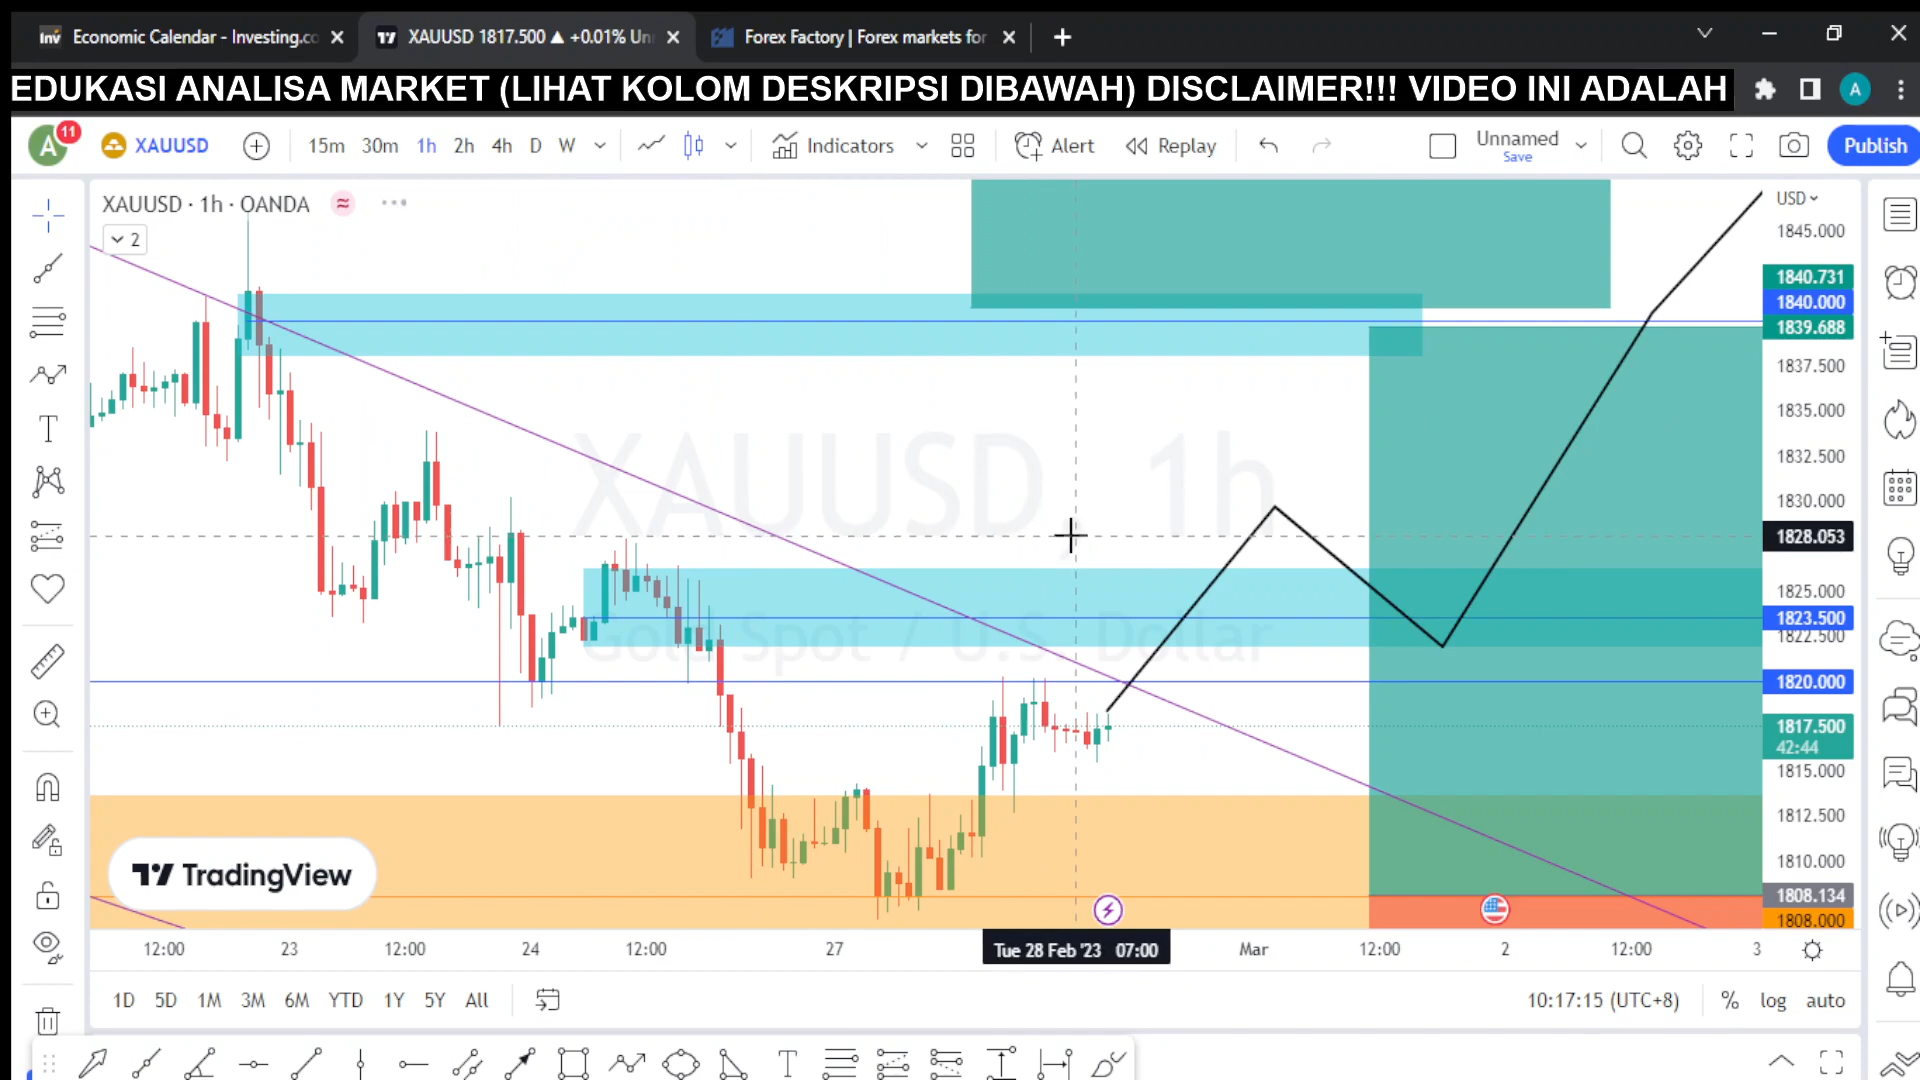 Economic Calendar - Investing.co
XAUUSD 1817.500 ▲ +0.01% Un
Forex Factory | Forex markets for
EDUKASI ANALISA MARKET (LIHAT KOLOM DESKRIPSI DIBAWAH) DISCLAIMER!!! VIDEO INI ADALAH
A
A 11 XAUUSD 15m 30m 1h 2h 4h D W Indicators Alert Replay Unnamed Save Publish
XAUUSD · 1h · OANDA
2
USD
1845.000
1840.731
1840.000
1839.688
1837.500
1835.000
1832.500
1830.000
1828.053
1825.000
1823.500
1822.500
1820.000
1817.500
42:44
1815.000
1812.500
1810.000
1808.134
1808.000
XAUUSD, 1h
Gold Spot / U.S. Dollar
TradingView
12:00 23 12:00 24 12:00 27 Tue 28 Feb '23 07:00 Mar 12:00 2 12:00 3
1D 5D 1M 3M 6M YTD 1Y 5Y All 10:17:15 (UTC+8) % log auto